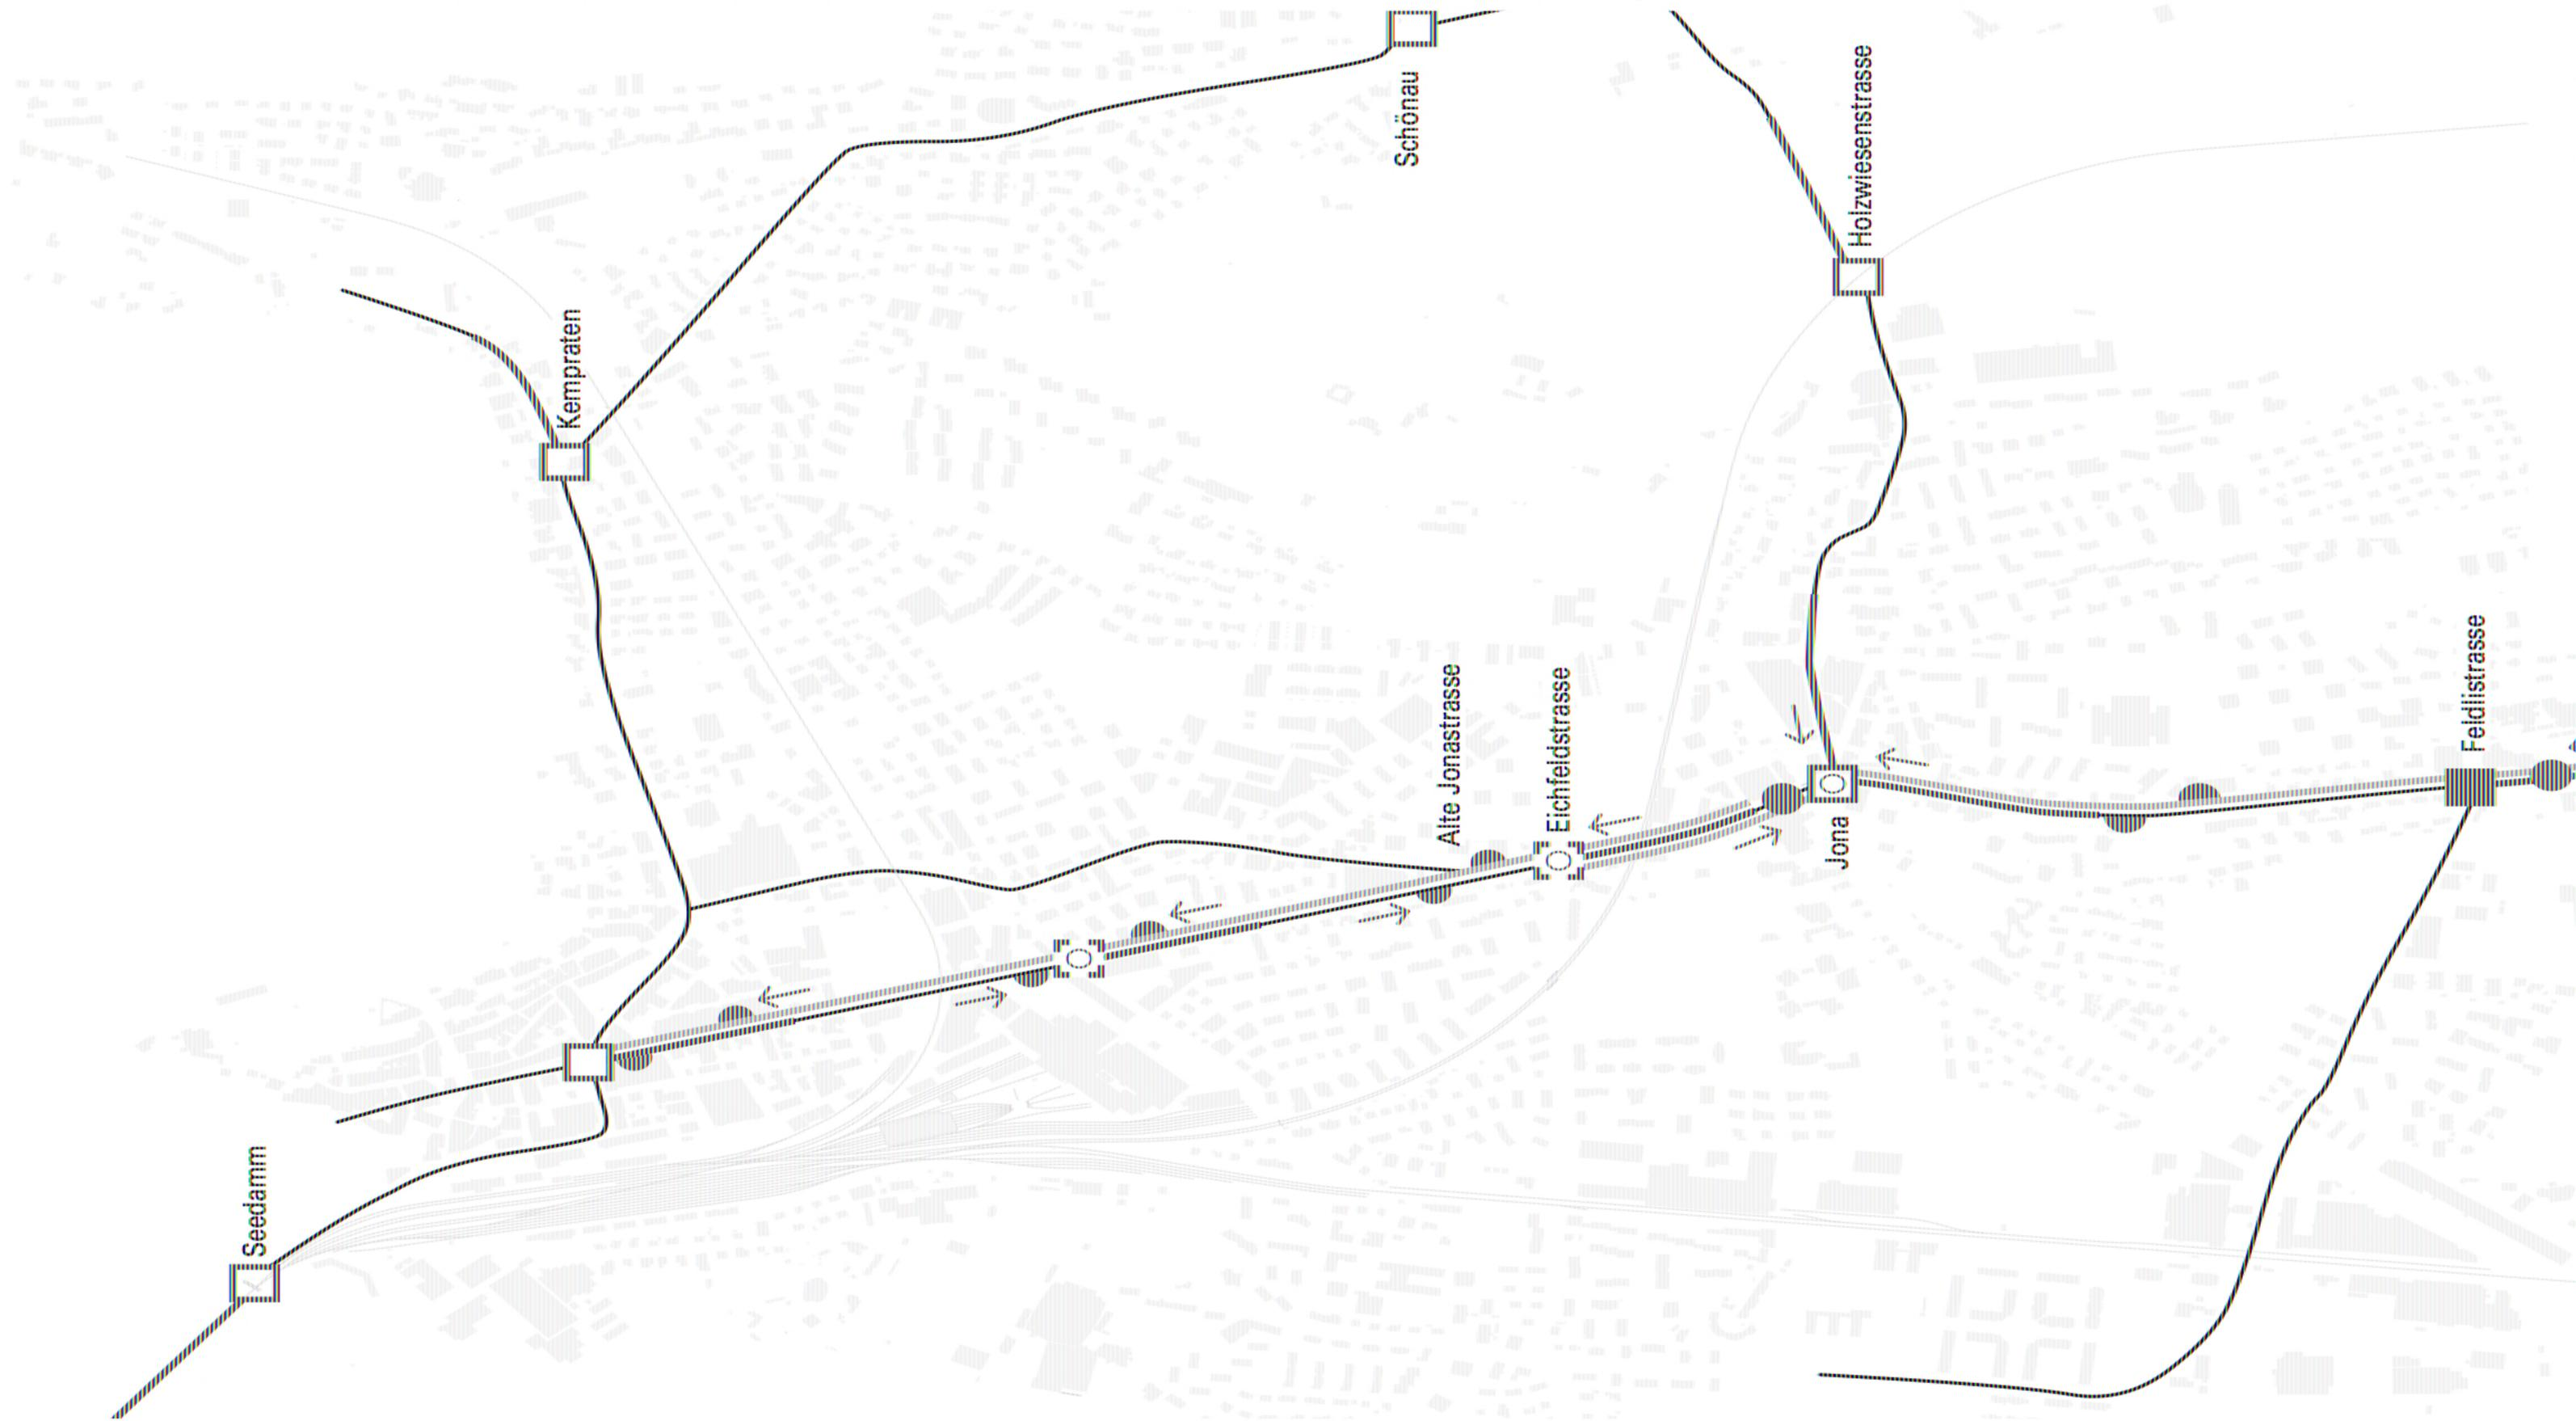 Schönau
Holzwiesenstrasse
Kempraten
Feldlistrasse
Alte Jonastrasse
Eichfeldstrasse
Jona
Seedamm